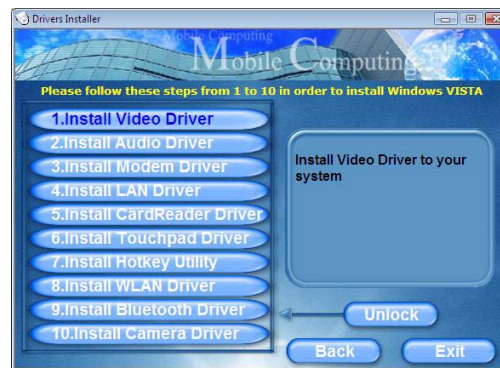 Drivers Installer
Mobile Computing
Mobile Computing
Please follow these steps from 1 to 10 in order to install Windows VISTA
1.Install Video Driver
2.Install Audio Driver
3.Install Modem Driver
4.Install LAN Driver
5.Install CardReader Driver
6.Install Touchpad Driver
7.Install Hotkey Utility
8.Install WLAN Driver
9.Install Bluetooth Driver
10.Install Camera Driver
Install Video Driver to your
system
Unlock
Back
Exit